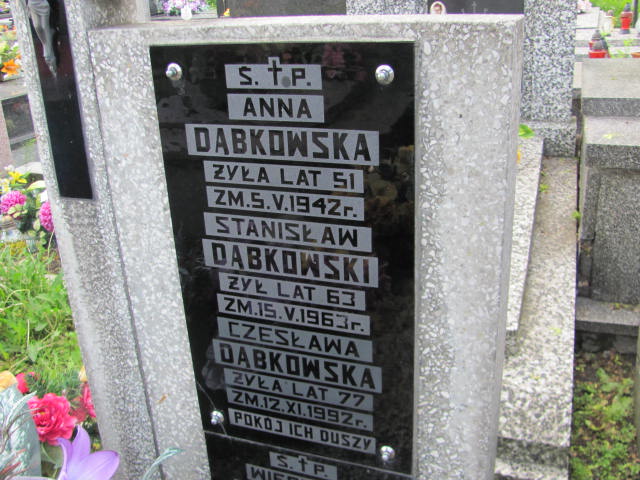 Ś. † P.
ANNA
DĄBKOWSKA
ŻYŁA LAT 51
ZM.5.V.1942r.
STANISŁAW
DĄBKOWSKI
ŻYŁ LAT 63
ZM.15.V.1963r.
CZESŁAWA
DĄBKOWSKA
ŻYŁA LAT 77
ZM.12.XI.1992r.
POKÓJ ICH DUSZY
Ś.†P.